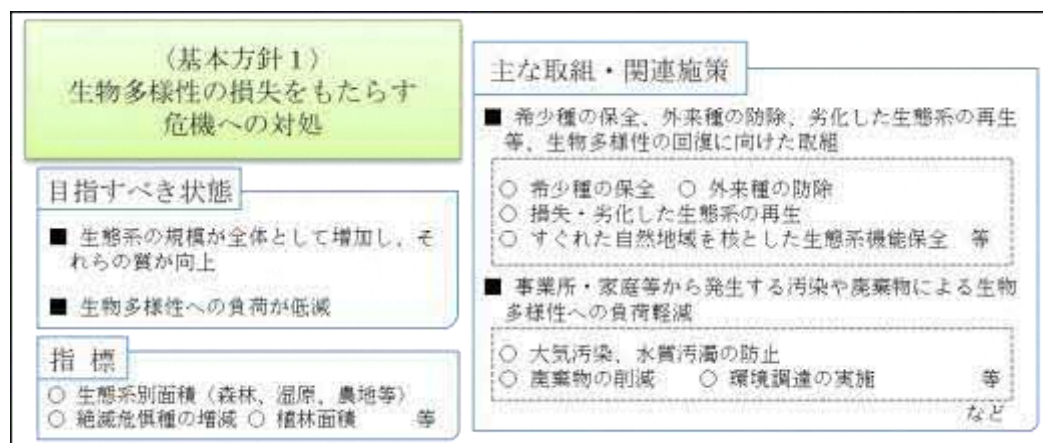 （基本方針１）
生物多様性の損失をもたらす
危機への対処
目指すべき状態
■ 生態系の規模が全体として増加し、そ
れらの質が向上
■ 生物多様性への負荷が低減
指 標
○ 生態系別面積（森林、湿原、農地等）
○ 絶滅危惧種の増減 ○ 植林面積　等
主な取組・関連施策
■ 希少種の保全、外来種の防除、劣化した生態系の再生
等、生物多様性の回復に向けた取組
○ 希少種の保全 ○ 外来種の防除
○ 損失・劣化した生態系の再生
○ すぐれた自然地域を核とした生態系機能保全　等
■ 事業所・家庭等から発生する汚染や廃棄物による生物
多様性への負荷軽減
○ 大気汚染、水質汚濁の防止
○ 廃棄物の削減　○ 環境調達の実施　等
など